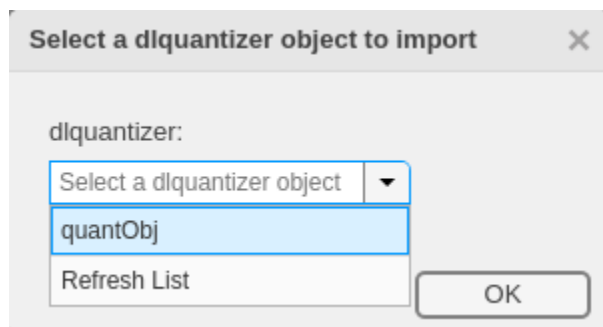 Select a dlquantizer object to import
dlquantizer:
Select a dlquantizer object
quantObj
Refresh List
OK